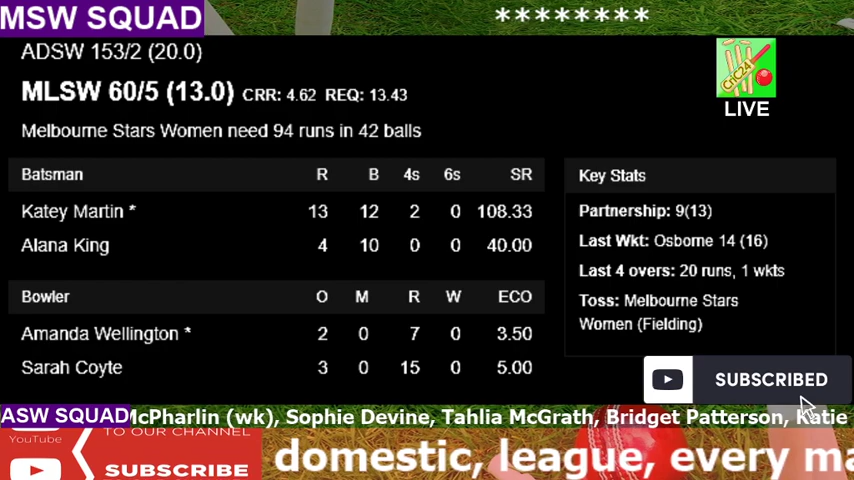 MSW SQUAD
********
ADSW 153/2 (20.0)
MLSW 60/5 (13.0) CRR: 4.62 REQ: 13.43
CriC24
LIVE
Melbourne Stars Women need 94 runs in 42 balls
Batsman R B 4s 6s SR
Katey Martin * 13 12 2 0 108.33
Alana King 4 10 0 0 40.00
Bowler O M R W ECO
Amanda Wellington * 2 0 7 0 3.50
Sarah Coyte 3 0 15 0 5.00
Key Stats
Partnership: 9(13)
Last Wkt: Osborne 14 (16)
Last 4 overs: 20 runs, 1 wkts
Toss: Melbourne Stars
Women (Fielding)
SUBSCRIBED
ASW SQUAD McPharlin (wk), Sophie Devine, Tahlia McGrath, Bridget Patterson, Katie
YouTube TO OUR CHANNEL
SUBSCRIBE
domestic, league, every ma